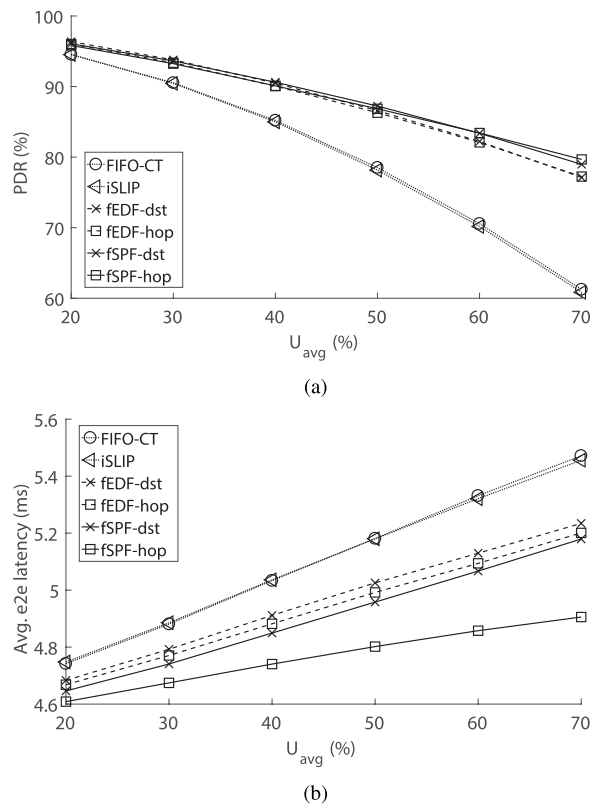 100
90
80
70
60
PDR (%)
FIFO-CT
iSLIP
fEDF-dst
fEDF-hop
fSPF-dst
fSPF-hop
20 30 40 50 60 70
U_avg (%)
(a)
5.6
5.4
5.2
5
4.8
4.6
Avg. e2e latency (ms)
FIFO-CT
iSLIP
fEDF-dst
fEDF-hop
fSPF-dst
fSPF-hop
20 30 40 50 60 70
U_avg (%)
(b)